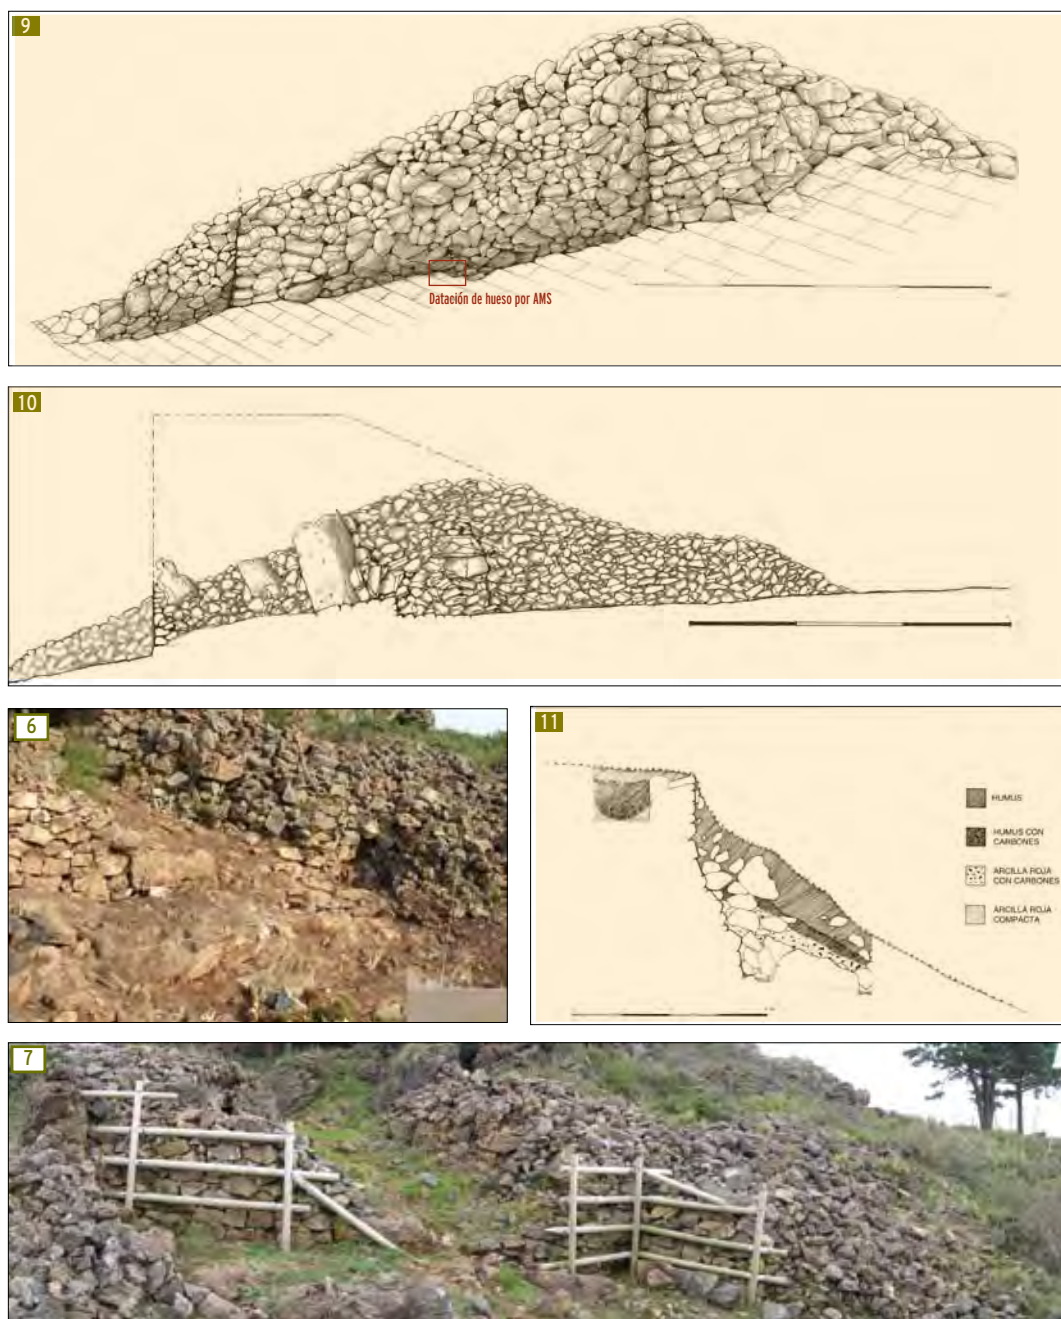 9
Datación de hueso por AMS
10
6
11
HUMUS
HUMUS CON
CARBONES
ARCILLA ROJA
CON CARBONES
ARCILLA ROJA
COMPACTA
7